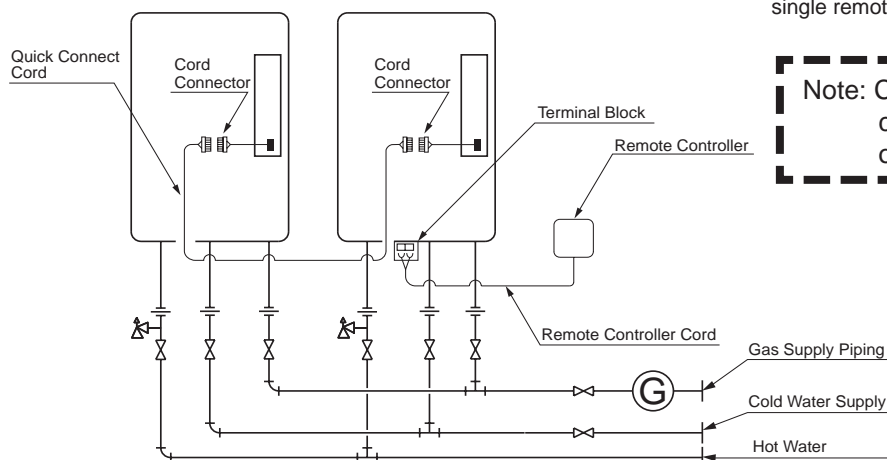 single remot
Quick Connect
Cord
Cord
Connector
Cord
Connector
Terminal Block
Remote Controller
Note: C
Remote Controller Cord
G
Gas Supply Piping
Cold Water Supply
Hot Water